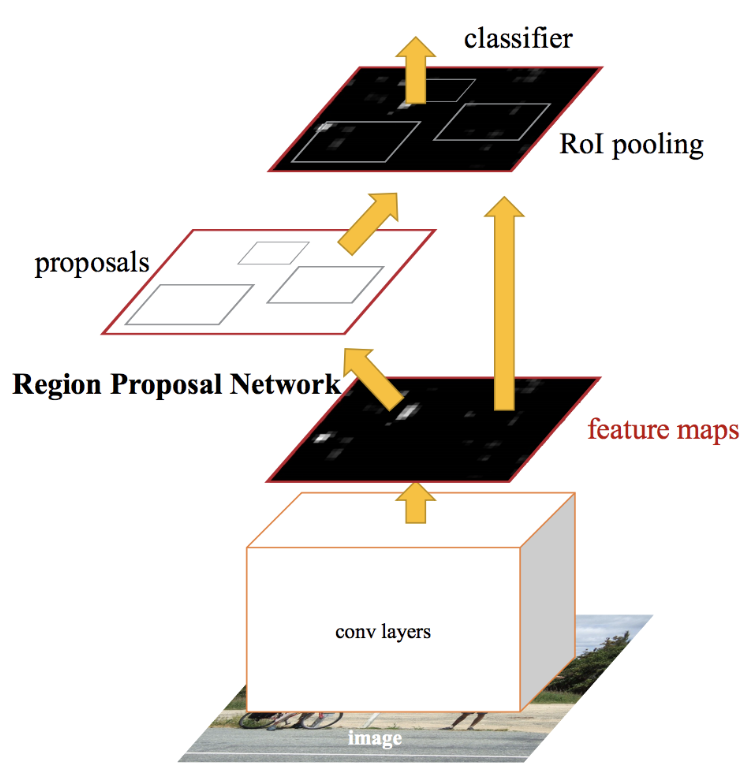 classifier
RoI pooling
proposals
Region Proposal Network
feature maps
conv layers
image